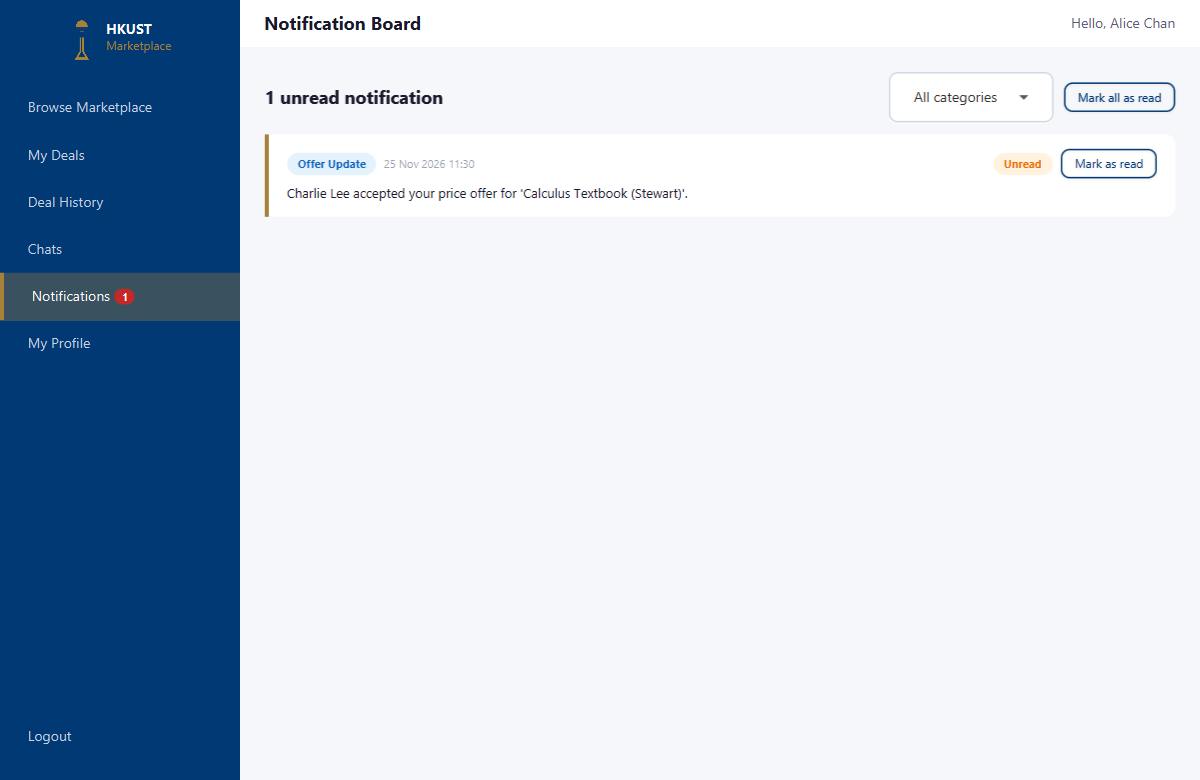 HKUST
Marketplace
Browse Marketplace
My Deals
Deal History
Chats
Notifications 1
My Profile
Logout
Notification Board
Hello, Alice Chan
1 unread notification
All categories
Mark all as read
Offer Update 25 Nov 2026 11:30
Unread
Mark as read
Charlie Lee accepted your price offer for 'Calculus Textbook (Stewart)'.